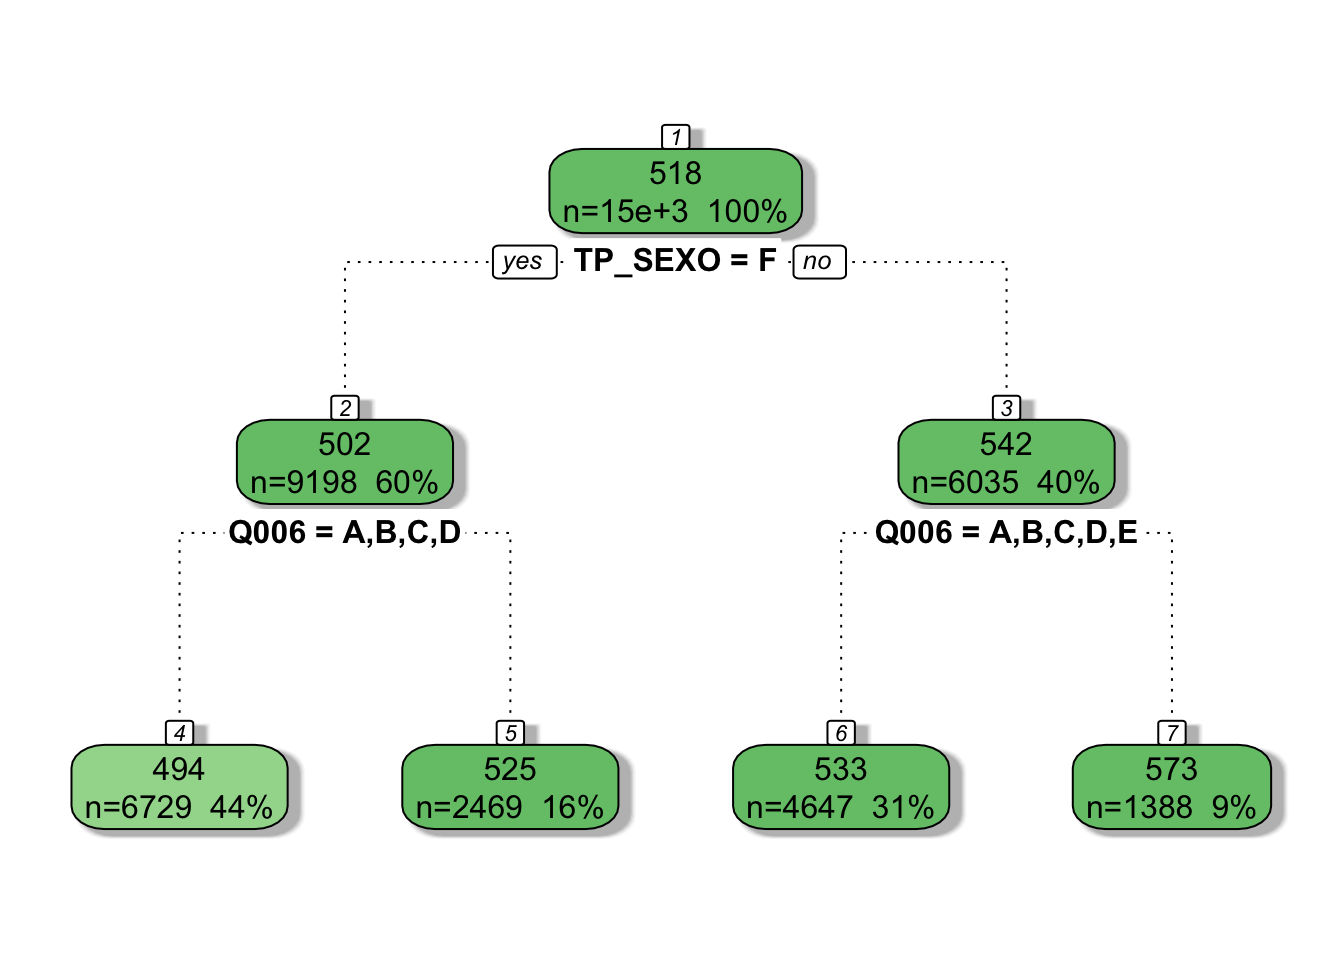 1
518
n=15e+3 100%
yes TP_SEXO = F no
2
502
n=9198 60%
3
542
n=6035 40%
Q006 = A,B,C,D
Q006 = A,B,C,D,E
4
494
n=6729 44%
5
525
n=2469 16%
6
533
n=4647 31%
7
573
n=1388 9%